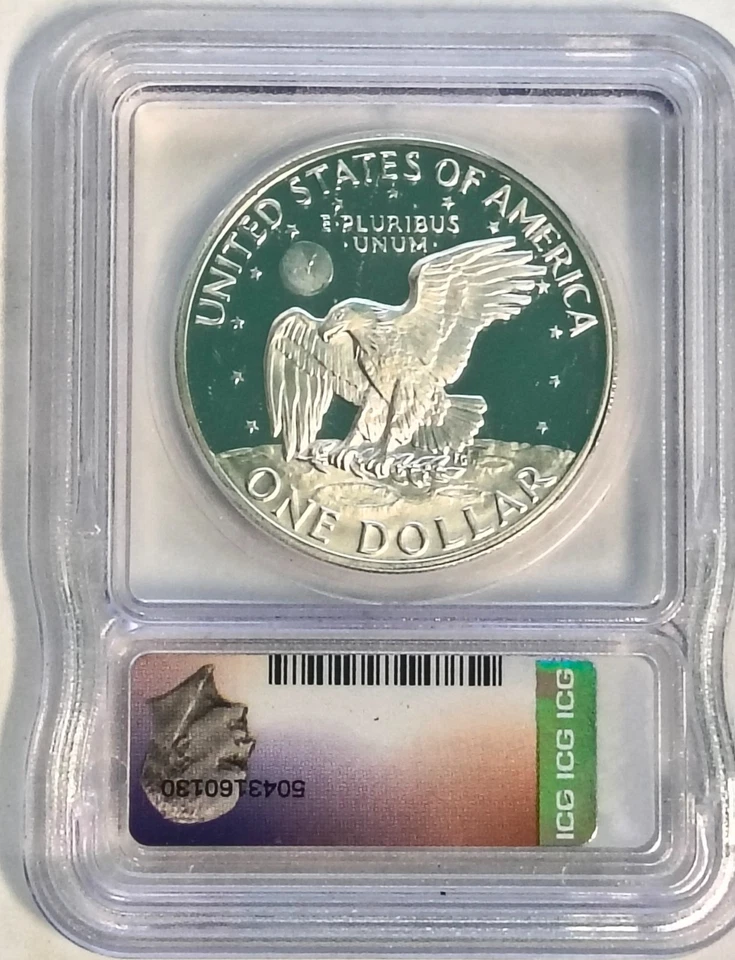 UNITED STATES OF AMERICA
E·PLURIBUS
·UNUM·
ONE DOLLAR
5043160130
ICG ICG ICG